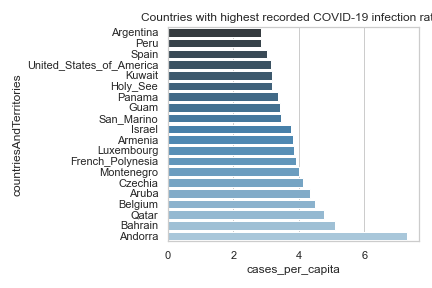 Countries with highest recorded COVID-19 infection rat
Argentina
Peru
Spain
United_States_of_America
Kuwait
Holy_See
Panama
Guam
San_Marino
Israel
Armenia
Luxembourg
French_Polynesia
Montenegro
Czechia
Aruba
Belgium
Qatar
Bahrain
Andorra
countriesAndTerritories
0 2 4 6
cases_per_capita